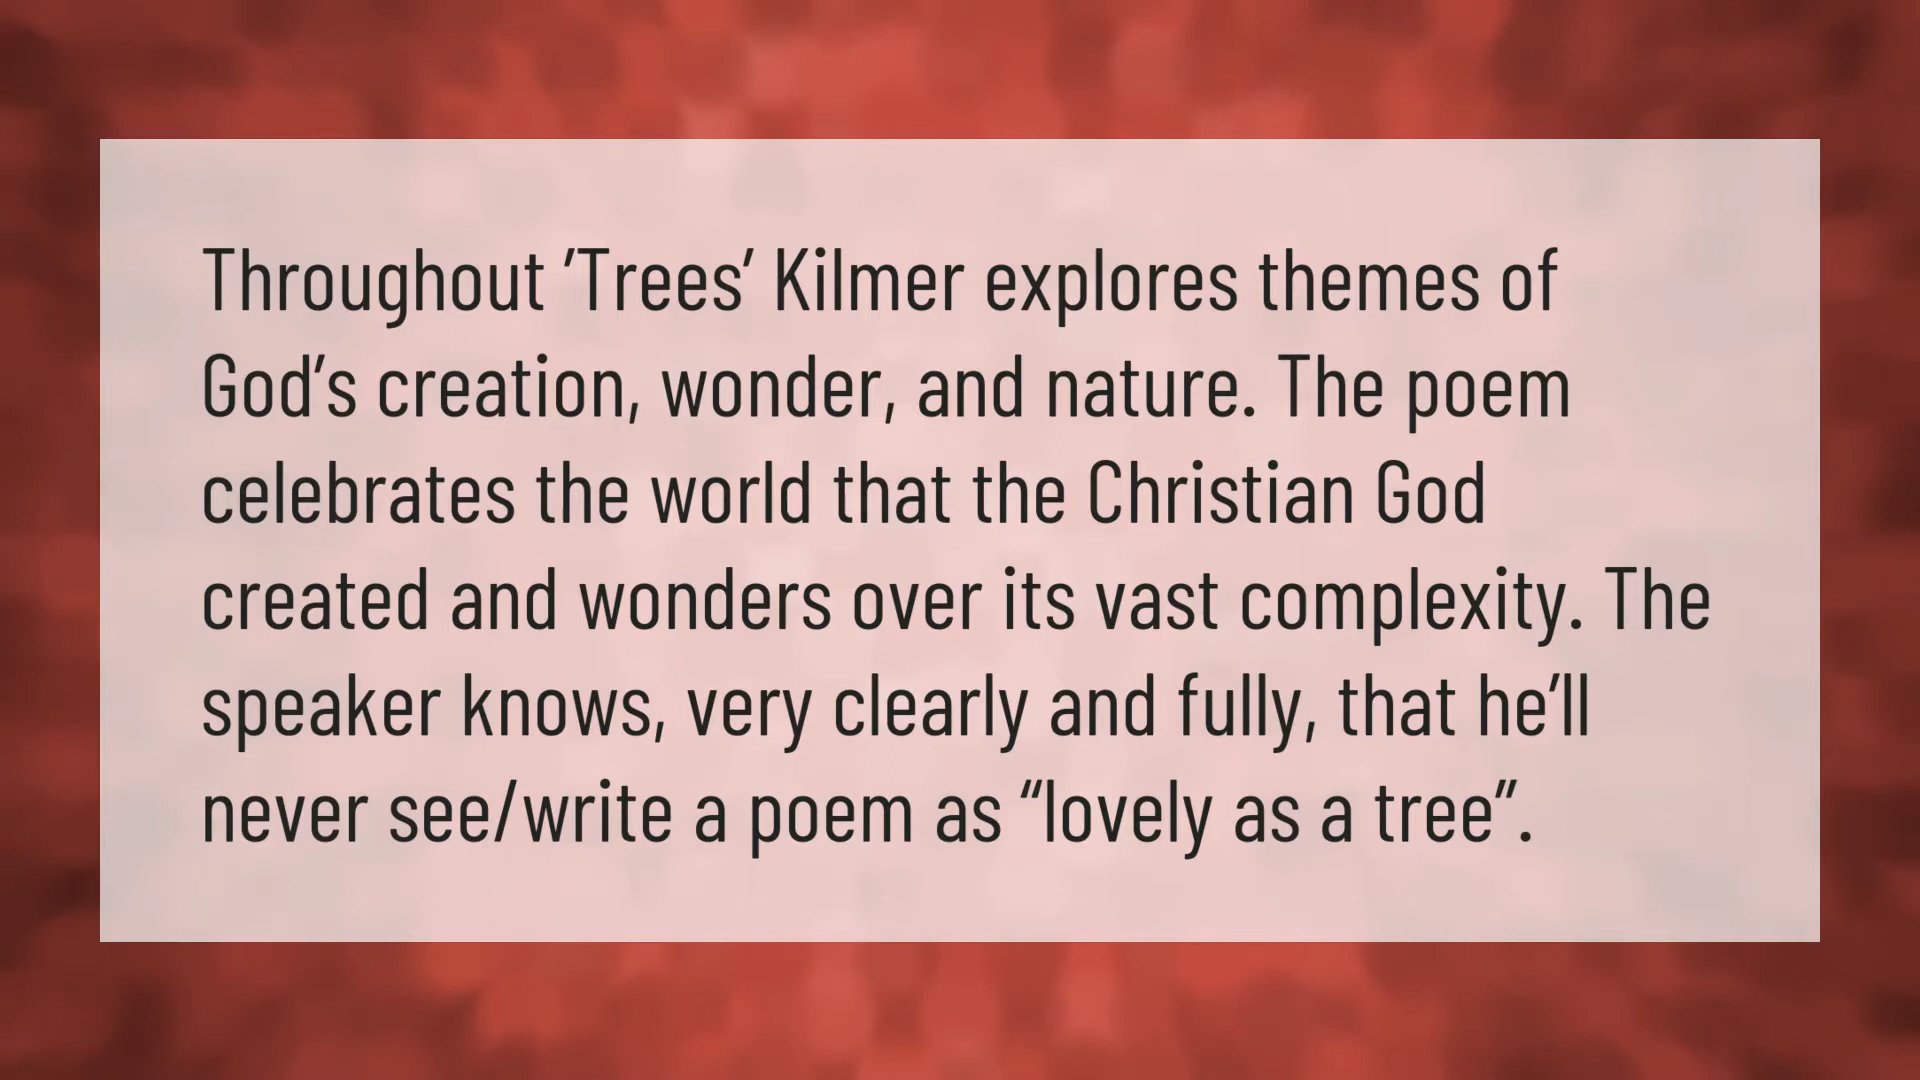 Throughout ’Trees’ Kilmer explores themes of
God’s creation, wonder, and nature. The poem
celebrates the world that the Christian God
created and wonders over its vast complexity. The
speaker knows, very clearly and fully, that he’ll
never see/write a poem as “lovely as a tree”.